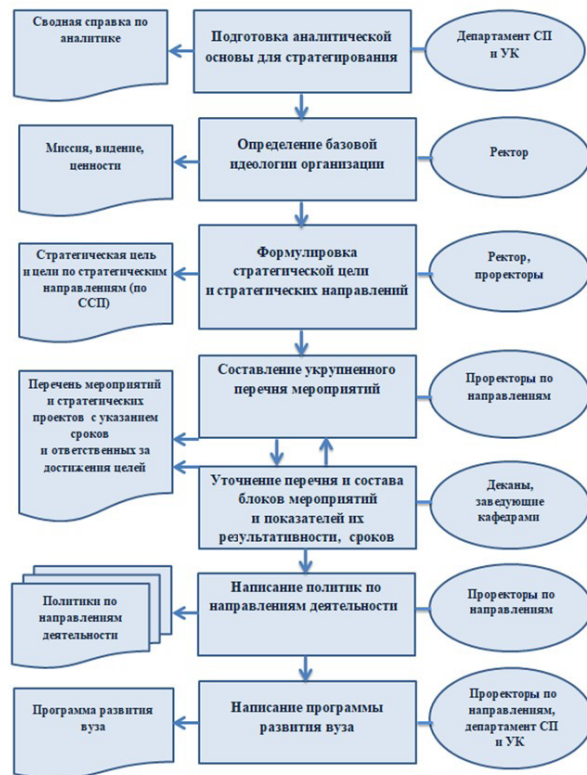 Сводная справка по
аналитике
Подготовка аналитической
основы для стратегирования
Департамент СП
и УК
Миссия, видение,
ценности
Определение базовой
идеологии организации
Ректор
Стратегическая цель
и цели по стратегическим
направлениям (по
ССП)
Формулировка
стратегической цели
и стратегических направлений
Ректор,
проректоры
Составление укрупненного
перечня мероприятий
Проректоры по
направлениям
Перечень мероприятий
и стратегических
проектов с указанием
сроков
и ответственных за
достижения целей
Уточнение перечня и состава
блоков мероприятий
и показателей их
результативности, сроков
Деканы,
заведующие
кафедрами
Политики по
направлениям
деятельности
Написание политик по
направлениям деятельности
Проректоры по
направлениям
Программа развития
вуза
Написание программы
развития вуза
Проректоры по
направлениям,
департамент СП
и УК